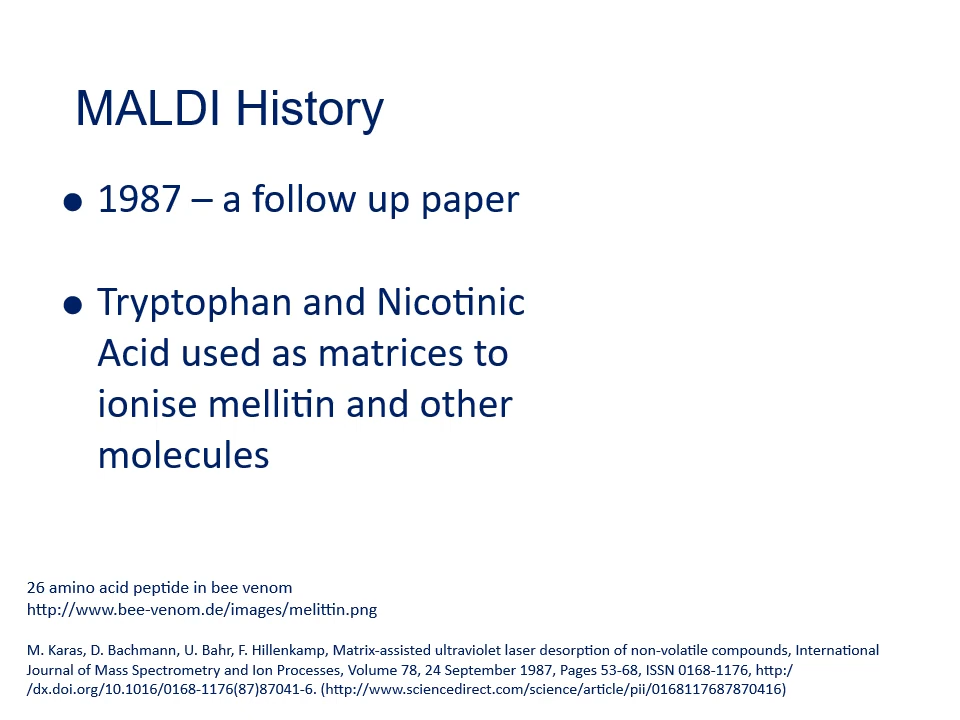 MALDI History
● 1987 – a follow up paper
● Tryptophan and Nicotinic
Acid used as matrices to
ionise mellitin and other
molecules
26 amino acid peptide in bee venom
http://www.bee-venom.de/images/melittin.png
M. Karas, D. Bachmann, U. Bahr, F. Hillenkamp, Matrix-assisted ultraviolet laser desorption of non-volatile compounds, International
Journal of Mass Spectrometry and Ion Processes, Volume 78, 24 September 1987, Pages 53-68, ISSN 0168-1176, http:/
/dx.doi.org/10.1016/0168-1176(87)87041-6. (http://www.sciencedirect.com/science/article/pii/0168117687870416)